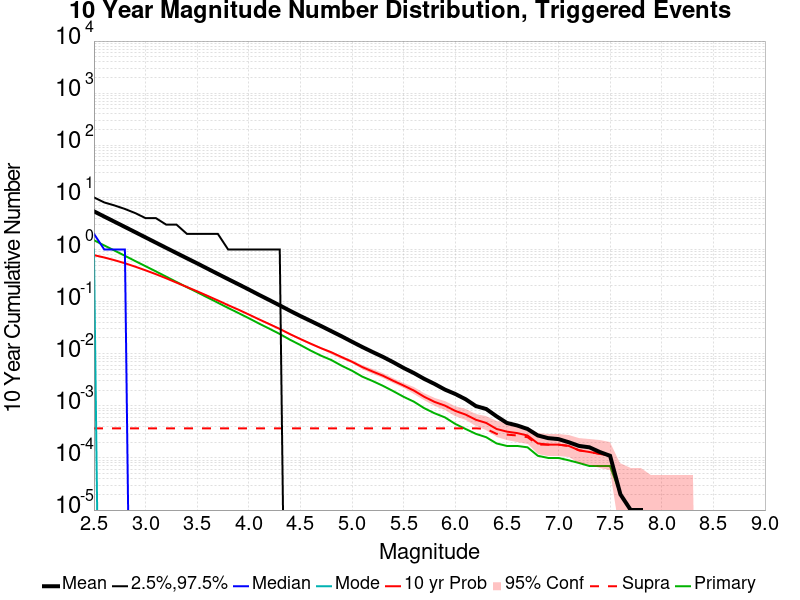 10 Year Magnitude Number Distribution, Triggered Events
10 4
10 3
10 2
10 1
10 0
10 -1
10 -2
10 -3
10 -4
10 -5
10 Year Cumulative Number
2.5 3.0 3.5 4.0 4.5 5.0 5.5 6.0 6.5 7.0 7.5 8.0 8.5 9.0
Magnitude
Mean 2.5%,97.5% Median Mode 10 yr Prob 95% Conf Supra Primary